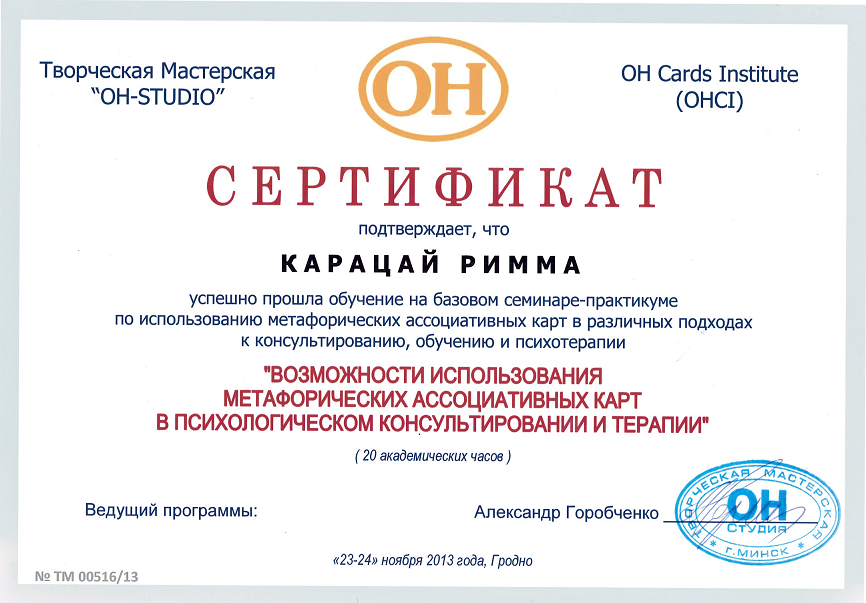 Творческая Мастерская
“OH-STUDIO”
OH
OH Cards Institute
(OHCI)
СЕРТИФИКАТ
подтверждает, что
КАРАЦАЙ РИММА
успешно прошла обучение на базовом семинаре-практикуме
по использованию метафорических ассоциативных карт в различных подходах
к консультированию, обучению и психотерапии
"ВОЗМОЖНОСТИ ИСПОЛЬЗОВАНИЯ
МЕТАФОРИЧЕСКИХ АССОЦИАТИВНЫХ КАРТ
В ПСИХОЛОГИЧЕСКОМ КОНСУЛЬТИРОВАНИИ И ТЕРАПИИ"
( 20 академических часов )
Ведущий программы:
Александр Горобченко
ТВОРЧЕСКАЯ МАСТЕРСКАЯ
ОН
СТУДИЯ
* Г.МИНСК *
«23-24» ноября 2013 года, Гродно
№ ТМ 00516/13